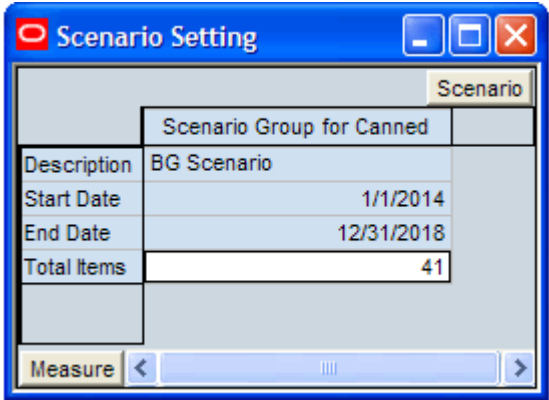 Scenario Setting
Scenario
Scenario Group for Canned
Description BG Scenario
Start Date 1/1/2014
End Date 12/31/2018
Total Items 41
Measure